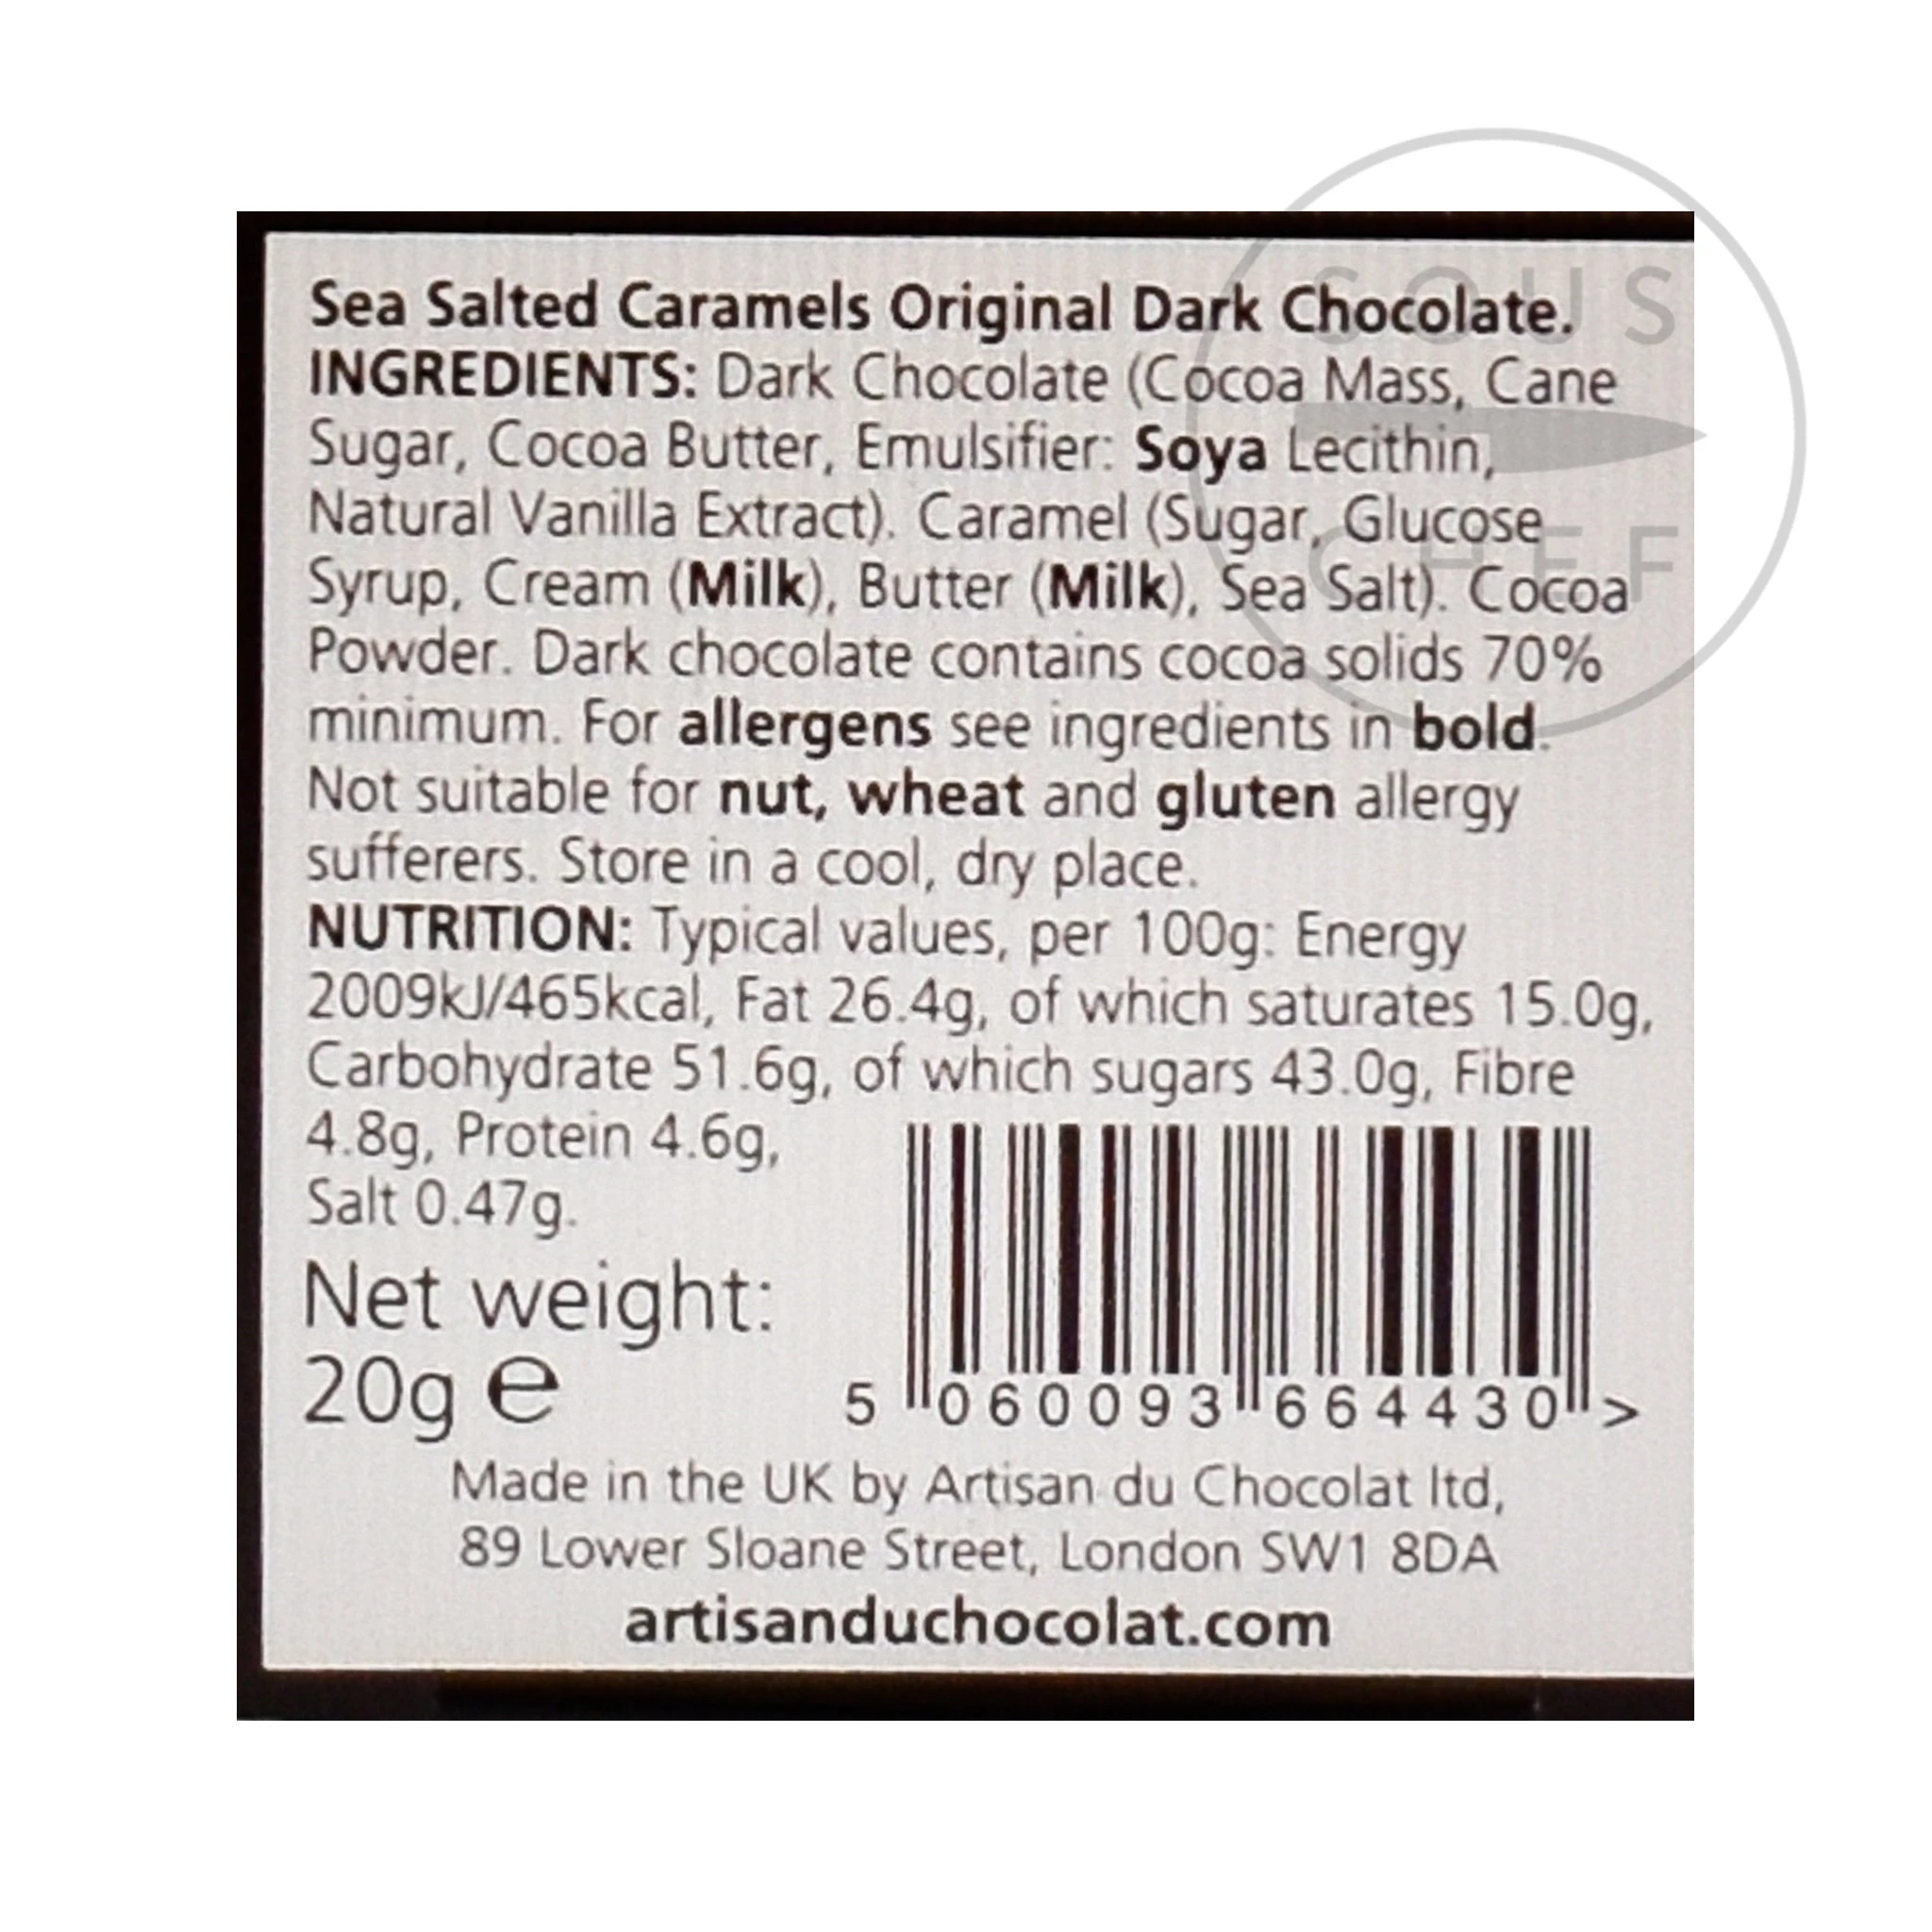 SOUS
CHEF
Sea Salted Caramels Original Dark Chocolate.
INGREDIENTS: Dark Chocolate (Cocoa Mass, Cane
Sugar, Cocoa Butter, Emulsifier: Soya Lecithin,
Natural Vanilla Extract). Caramel (Sugar, Glucose
Syrup, Cream (Milk), Butter (Milk), Sea Salt). Cocoa
Powder. Dark chocolate contains cocoa solids 70%
minimum. For allergens see ingredients in bold.
Not suitable for nut, wheat and gluten allergy
sufferers. Store in a cool, dry place.
NUTRITION: Typical values, per 100g: Energy
2009kJ/465kcal, Fat 26.4g, of which saturates 15.0g,
Carbohydrate 51.6g, of which sugars 43.0g, Fibre
4.8g, Protein 4.6g,
Salt 0.47g.
Net weight:
20g ℮
5 060093 664430 >
Made in the UK by Artisan du Chocolat ltd,
89 Lower Sloane Street, London SW1 8DA
artisanduchocolat.com